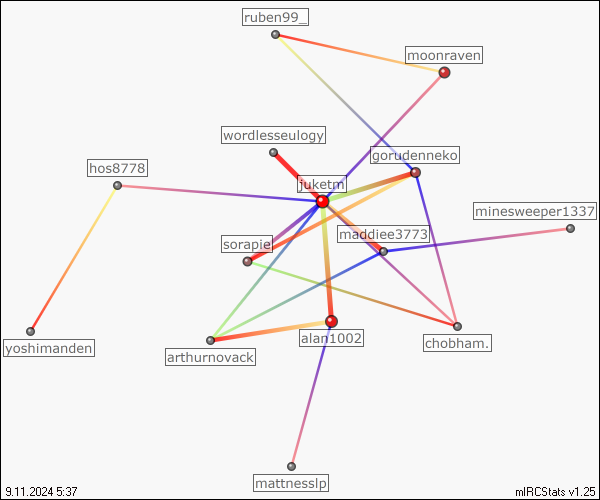 ruben99_
moonraven
wordlesseulogy
gorudenneko
hos8778
juketm
minesweeper1337
maddiee3773
sorapie
alan1002
chobham.
yoshimanden
arthurnovack
mattnesslp
9.11.2024 5:37
mIRCStats v1.25